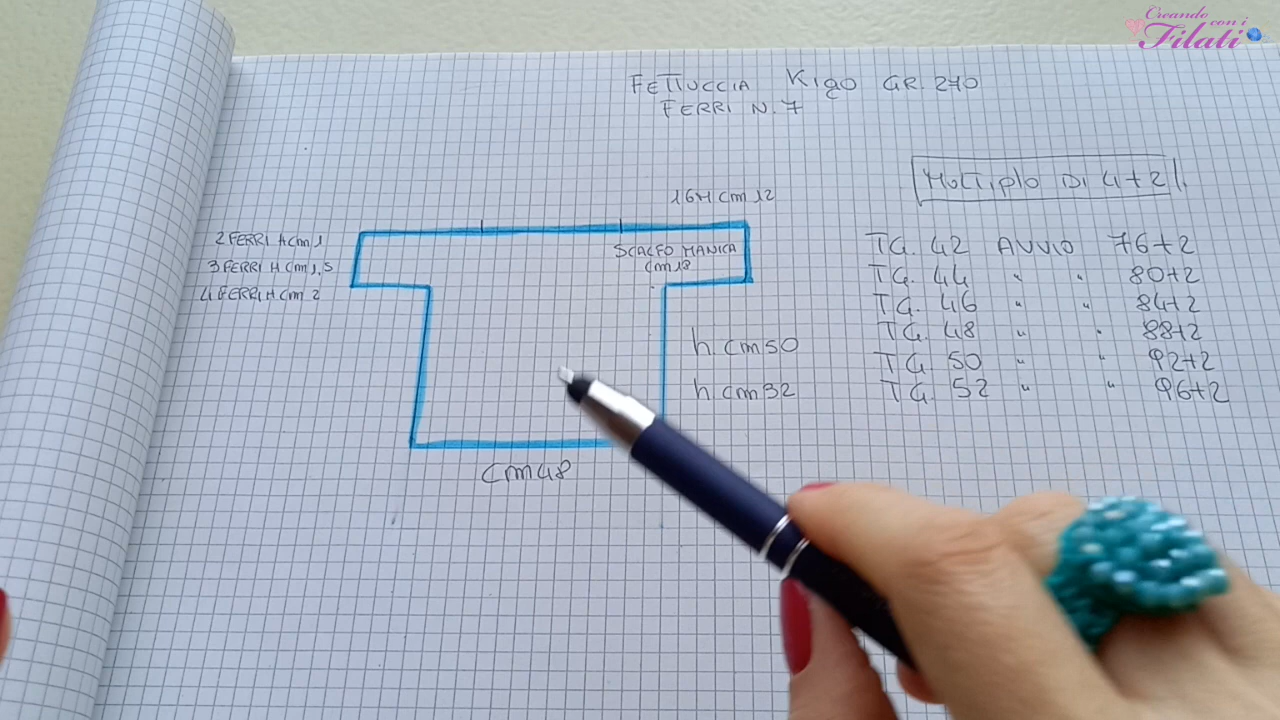 Creando
con i
Filati
FETTUCCIA KIGO GR. 270
FERRI N. 7
MULTIPLO DI 4+2
16 M cm 12
2 FERRI H cm 1
3 FERRI H cm 1,5
4 FERRI H cm 2
SCALFO MANICA
cm 18
h. cm 50
h cm 32
cm 48
TG. 42 AVVIO 76+2
TG. 44 " " 80+2
TG. 46 " " 84+2
TG. 48 " " 88+2
TG 50 " " 92+2
TG. 52 " " 96+2